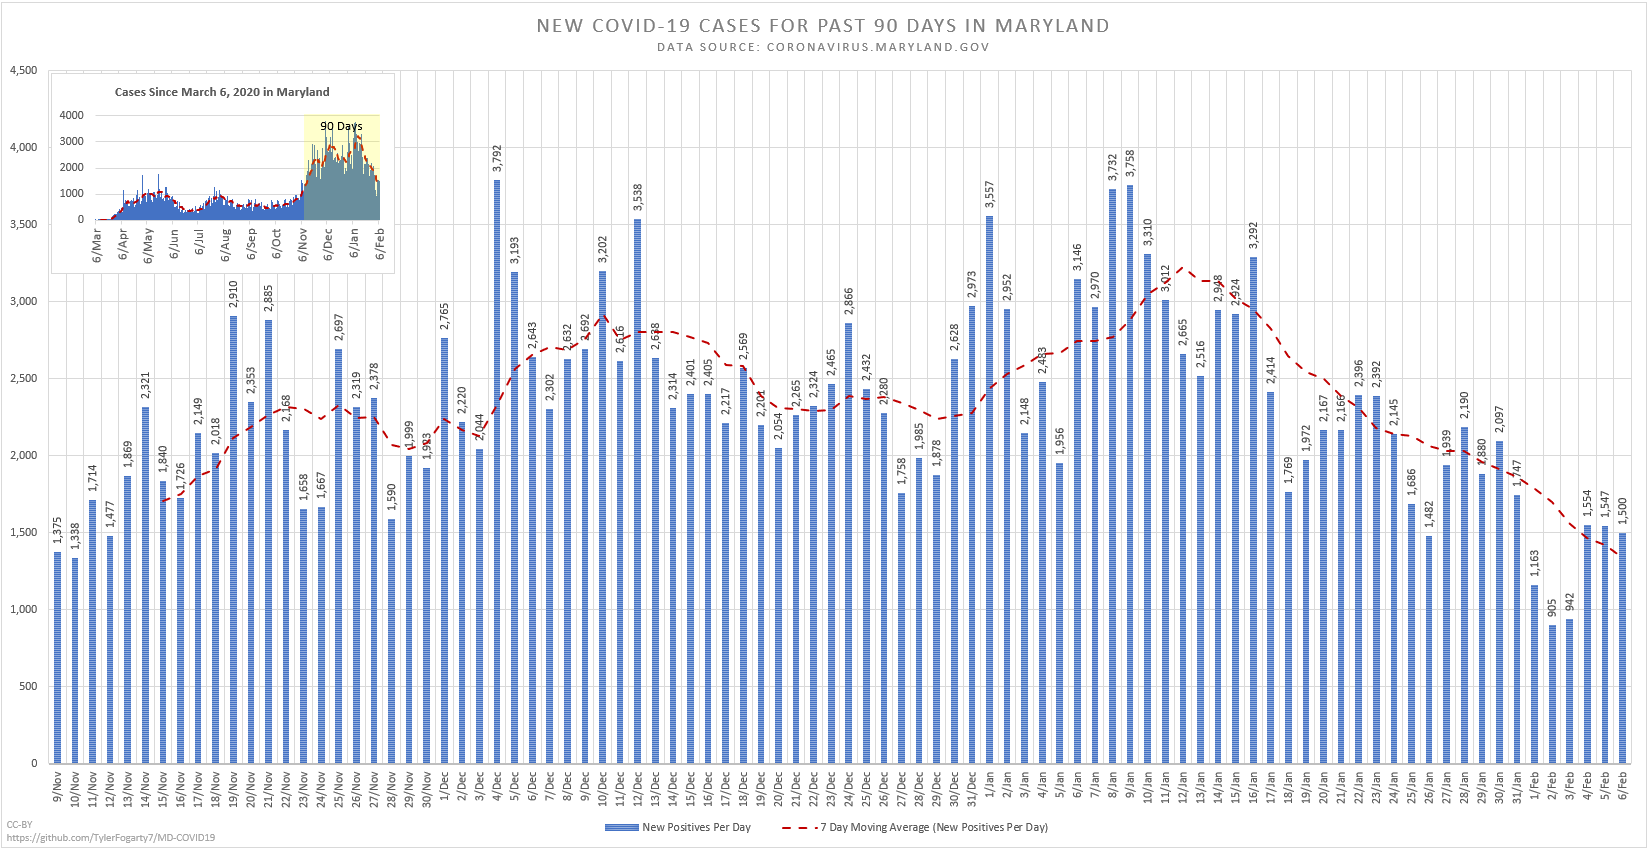 NEW COVID-19 CASES FOR PAST 90 DAYS IN MARYLAND
DATA SOURCE: CORONAVIRUS.MARYLAND.GOV
4,500
4,000
3,500
3,000
2,500
2,000
1,500
1,000
500
0
Cases Since March 6, 2020 in Maryland
90 Days
4000
3000
2000
1000
0
6/Mar
6/Apr
6/May
6/Jun
6/Jul
6/Aug
6/Sep
6/Oct
6/Nov
6/Dec
6/Jan
6/Feb
1,375
1,338
1,714
1,477
1,869
2,321
1,840
1,726
2,149
2,018
2,910
2,353
2,885
2,168
1,658
1,667
2,697
2,319
2,378
1,590
1,999
1,923
2,765
2,220
2,044
3,792
3,193
2,643
2,302
2,632
2,692
3,202
2,616
3,538
2,638
2,314
2,401
2,405
2,217
2,569
2,201
2,054
2,265
2,324
2,465
2,866
2,432
2,280
1,758
1,985
1,878
2,628
2,973
3,557
2,952
2,148
2,483
1,956
3,146
2,970
3,732
3,758
3,310
3,012
2,665
2,516
2,948
2,924
3,292
2,414
1,769
1,972
2,167
2,166
2,396
2,392
2,145
1,686
1,482
1,939
2,190
1,880
2,097
1,747
1,163
905
942
1,554
1,547
1,500
9/Nov
10/Nov
11/Nov
12/Nov
13/Nov
14/Nov
15/Nov
16/Nov
17/Nov
18/Nov
19/Nov
20/Nov
21/Nov
22/Nov
23/Nov
24/Nov
25/Nov
26/Nov
27/Nov
28/Nov
29/Nov
30/Nov
1/Dec
2/Dec
3/Dec
4/Dec
5/Dec
6/Dec
7/Dec
8/Dec
9/Dec
10/Dec
11/Dec
12/Dec
13/Dec
14/Dec
15/Dec
16/Dec
17/Dec
18/Dec
19/Dec
20/Dec
21/Dec
22/Dec
23/Dec
24/Dec
25/Dec
26/Dec
27/Dec
28/Dec
29/Dec
30/Dec
31/Dec
1/Jan
2/Jan
3/Jan
4/Jan
5/Jan
6/Jan
7/Jan
8/Jan
9/Jan
10/Jan
11/Jan
12/Jan
13/Jan
14/Jan
15/Jan
16/Jan
17/Jan
18/Jan
19/Jan
20/Jan
21/Jan
22/Jan
23/Jan
24/Jan
25/Jan
26/Jan
27/Jan
28/Jan
29/Jan
30/Jan
31/Jan
1/Feb
2/Feb
3/Feb
4/Feb
5/Feb
6/Feb
New Positives Per Day
7 Day Moving Average (New Positives Per Day)
CC-BY
https://github.com/TylerFogarty7/MD-COVID19